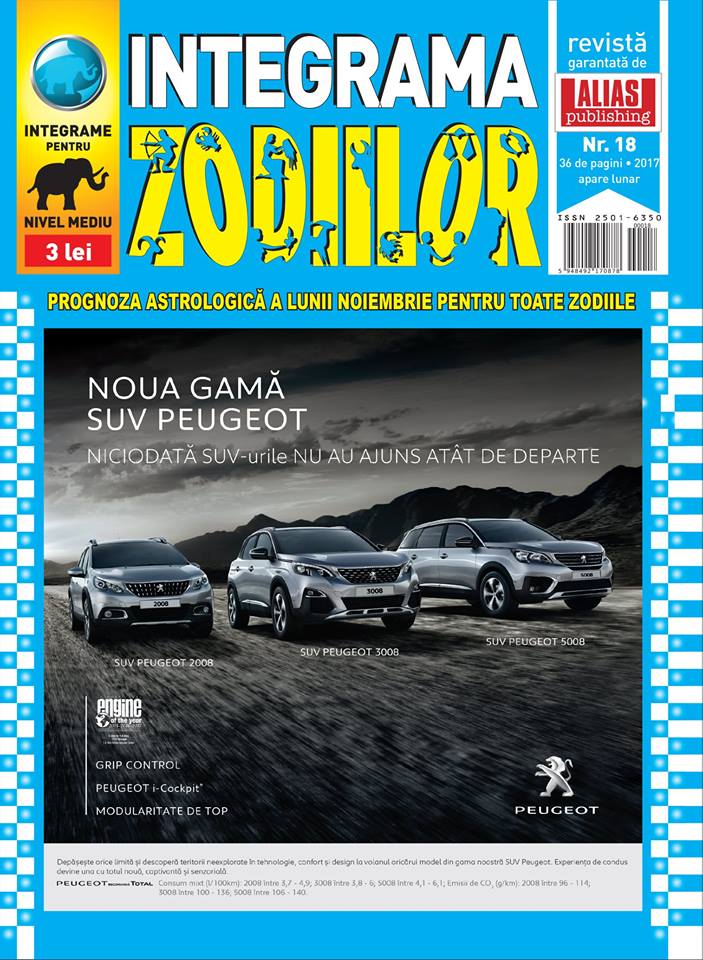 INTEGRAME
PENTRU
NIVEL MEDIU
3 lei
INTEGRAMA
ZODIILOR
revistă
garantată de
ALIAS
publishing
Nr. 18
36 de pagini • 2017
apare lunar
ISSN 2501-6350
00018
5 948492 170878
PROGNOZA ASTROLOGICĂ A LUNII NOIEMBRIE PENTRU TOATE ZODIILE
NOUA GAMĂ
SUV PEUGEOT
NICIODATĂ SUV-urile NU AU AJUNS ATÂT DE DEPARTE
2008
3008
5008
SUV PEUGEOT 2008
SUV PEUGEOT 3008
SUV PEUGEOT 5008
engine
of the year
GRIP CONTROL
PEUGEOT i-Cockpit®
MODULARITATE DE TOP
PEUGEOT
Depășește orice limită și descoperă teritorii neexplorate în tehnologie, confort și design la volanul oricărui model din gama noastră SUV Peugeot. Experiența de condus
devine una cu totul nouă, captivantă și senzorială.
PEUGEOT RECOMMANDE TOTAL Consum mixt (l/100km): 2008 între 3,7 - 4,9; 3008 între 3,8 - 6; 5008 între 4,1 - 6,1; Emisii de CO₂ (g/km): 2008 între 96 - 114;
3008 între 100 - 136; 5008 între 106 - 140.